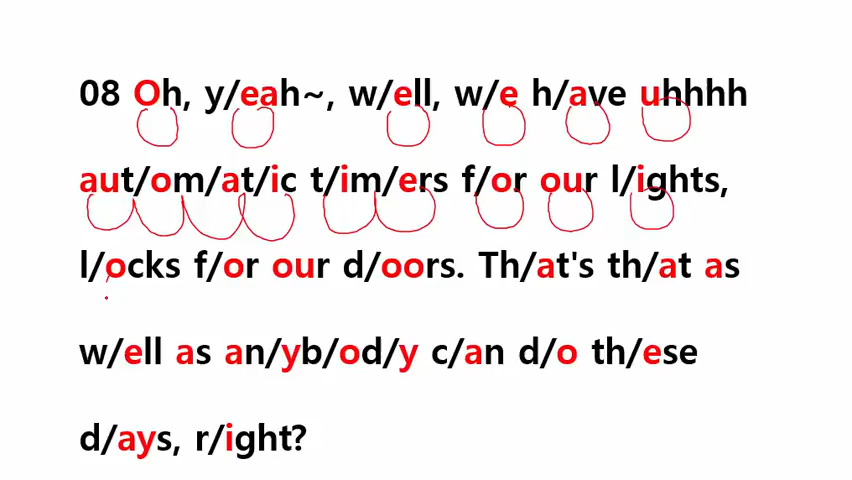 08 Oh, y/eah~, w/ell, w/e h/ave uhhhh
aut/om/at/ic t/im/ers f/or our l/ights,
l/ocks f/or our d/oors. Th/at's th/at as
w/ell as an/yb/od/y c/an d/o th/ese
d/ays, r/ight?